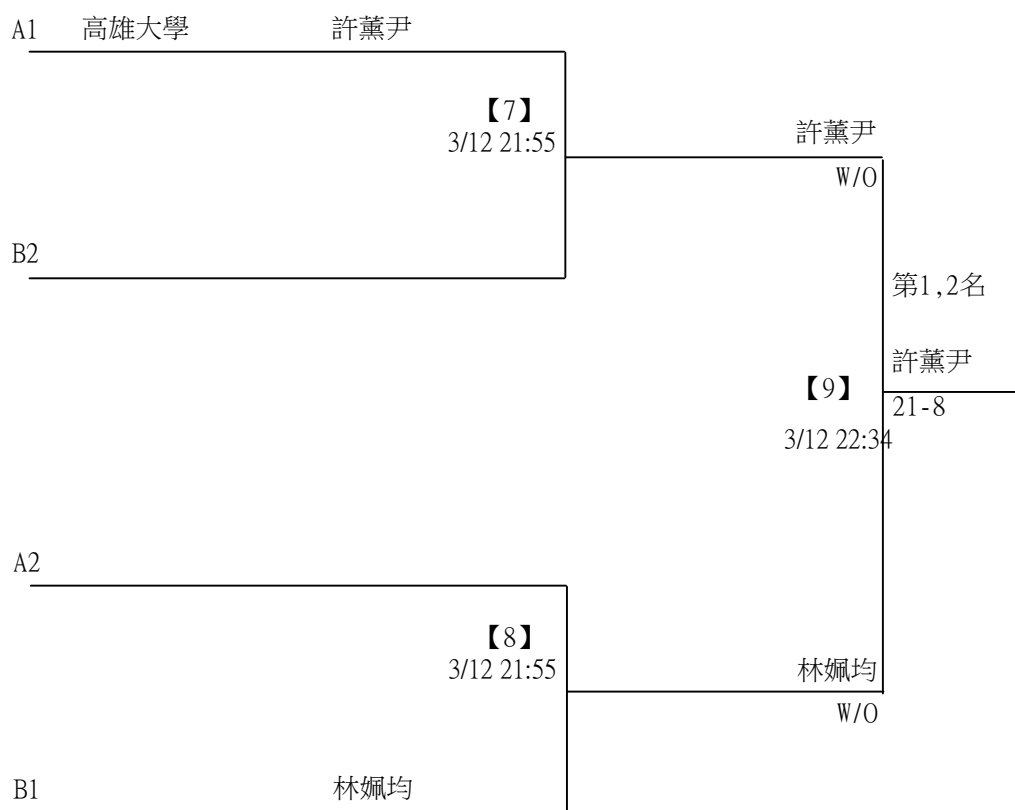 A1 高雄大學 許薰尹
【7】
3/12 21:55
許薰尹
W/O
B2
第1,2名
許薰尹
【9】
21-8
3/12 22:34
A2
【8】
3/12 21:55
林姵均
W/O
B1 林姵均